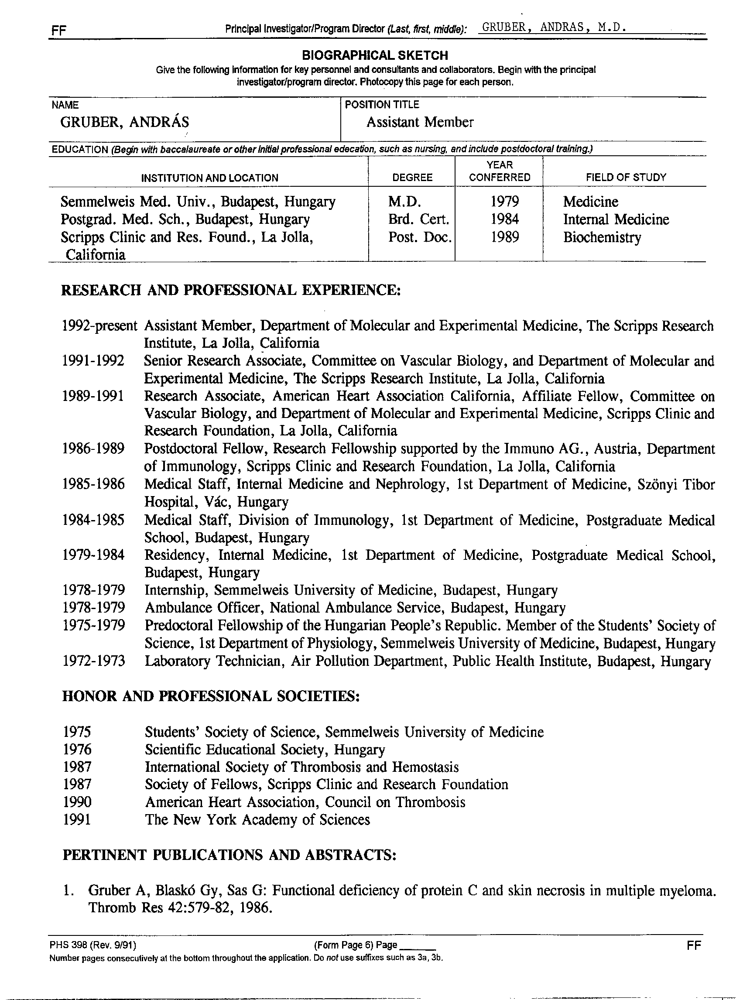 FF Principal Investigator/Program Director (Last, first, middle): GRUBER, ANDRAS, M.D.
BIOGRAPHICAL SKETCH
Give the following information for key personnel and consultants and collaborators. Begin with the principal
investigator/program director. Photocopy this page for each person.
NAME POSITION TITLE
GRUBER, ANDRÁS Assistant Member
EDUCATION (Begin with baccalaureate or other initial professional edecation, such as nursing, and include postdoctoral training.)
INSTITUTION AND LOCATION DEGREE YEAR CONFERRED FIELD OF STUDY
Semmelweis Med. Univ., Budapest, Hungary M.D. 1979 Medicine
Postgrad. Med. Sch., Budapest, Hungary Brd. Cert. 1984 Internal Medicine
Scripps Clinic and Res. Found., La Jolla, Post. Doc. 1989 Biochemistry
California
RESEARCH AND PROFESSIONAL EXPERIENCE:
1992-present Assistant Member, Department of Molecular and Experimental Medicine, The Scripps Research
Institute, La Jolla, California
1991-1992 Senior Research Associate, Committee on Vascular Biology, and Department of Molecular and
Experimental Medicine, The Scripps Research Institute, La Jolla, California
1989-1991 Research Associate, American Heart Association California, Affiliate Fellow, Committee on
Vascular Biology, and Department of Molecular and Experimental Medicine, Scripps Clinic and
Research Foundation, La Jolla, California
1986-1989 Postdoctoral Fellow, Research Fellowship supported by the Immuno AG., Austria, Department
of Immunology, Scripps Clinic and Research Foundation, La Jolla, California
1985-1986 Medical Staff, Internal Medicine and Nephrology, 1st Department of Medicine, Szönyi Tibor
Hospital, Vác, Hungary
1984-1985 Medical Staff, Division of Immunology, 1st Department of Medicine, Postgraduate Medical
School, Budapest, Hungary
1979-1984 Residency, Internal Medicine, 1st Department of Medicine, Postgraduate Medical School,
Budapest, Hungary
1978-1979 Internship, Semmelweis University of Medicine, Budapest, Hungary
1978-1979 Ambulance Officer, National Ambulance Service, Budapest, Hungary
1975-1979 Predoctoral Fellowship of the Hungarian People's Republic. Member of the Students' Society of
Science, 1st Department of Physiology, Semmelweis University of Medicine, Budapest, Hungary
1972-1973 Laboratory Technician, Air Pollution Department, Public Health Institute, Budapest, Hungary
HONOR AND PROFESSIONAL SOCIETIES:
1975 Students' Society of Science, Semmelweis University of Medicine
1976 Scientific Educational Society, Hungary
1987 International Society of Thrombosis and Hemostasis
1987 Society of Fellows, Scripps Clinic and Research Foundation
1990 American Heart Association, Council on Thrombosis
1991 The New York Academy of Sciences
PERTINENT PUBLICATIONS AND ABSTRACTS:
1. Gruber A, Blaskó Gy, Sas G: Functional deficiency of protein C and skin necrosis in multiple myeloma.
Thromb Res 42:579-82, 1986.
PHS 398 (Rev. 9/91) (Form Page 6) Page ______ FF
Number pages consecutively at the bottom throughout the application. Do not use suffixes such as 3a, 3b.